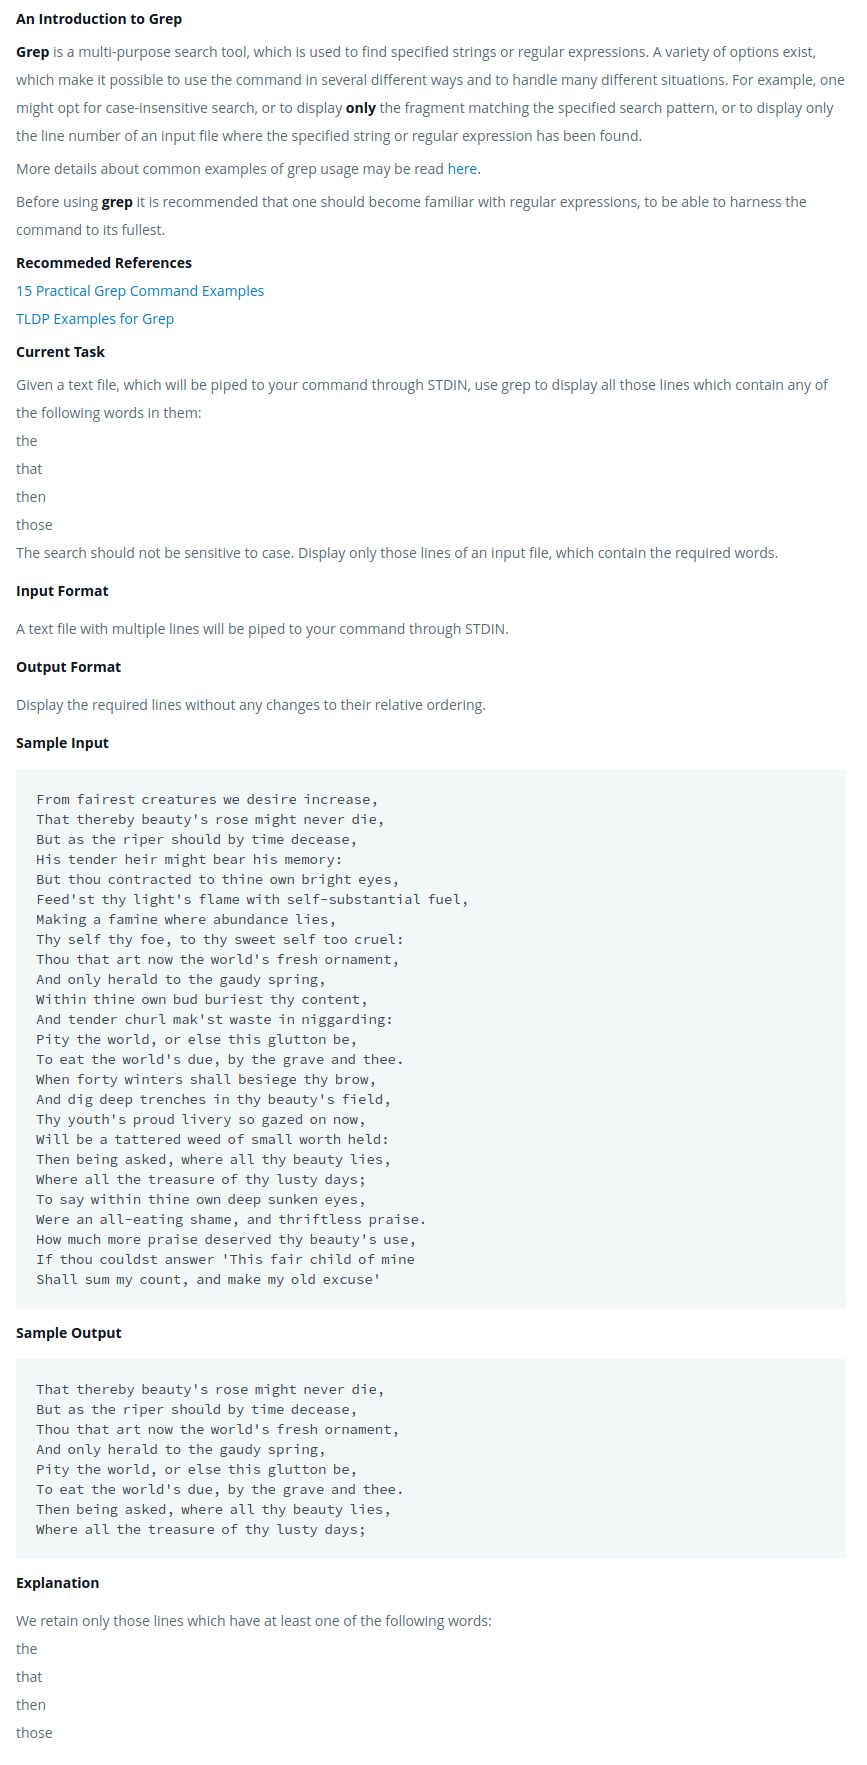 An Introduction to Grep
Grep is a multi-purpose search tool, which is used to find specified strings or regular expressions. A variety of options exist,
which make it possible to use the command in several different ways and to handle many different situations. For example, one
might opt for case-insensitive search, or to display only the fragment matching the specified search pattern, or to display only
the line number of an input file where the specified string or regular expression has been found.
More details about common examples of grep usage may be read here.
Before using grep it is recommended that one should become familiar with regular expressions, to be able to harness the
command to its fullest.
Recommeded References
15 Practical Grep Command Examples
TLDP Examples for Grep
Current Task
Given a text file, which will be piped to your command through STDIN, use grep to display all those lines which contain any of
the following words in them:
the
that
then
those
The search should not be sensitive to case. Display only those lines of an input file, which contain the required words.
Input Format
A text file with multiple lines will be piped to your command through STDIN.
Output Format
Display the required lines without any changes to their relative ordering.
Sample Input
From fairest creatures we desire increase,
That thereby beauty's rose might never die,
But as the riper should by time decease,
His tender heir might bear his memory:
But thou contracted to thine own bright eyes,
Feed'st thy light's flame with self-substantial fuel,
Making a famine where abundance lies,
Thy self thy foe, to thy sweet self too cruel:
Thou that art now the world's fresh ornament,
And only herald to the gaudy spring,
Within thine own bud buriest thy content,
And tender churl mak'st waste in niggarding:
Pity the world, or else this glutton be,
To eat the world's due, by the grave and thee.
When forty winters shall besiege thy brow,
And dig deep trenches in thy beauty's field,
Thy youth's proud livery so gazed on now,
Will be a tattered weed of small worth held:
Then being asked, where all thy beauty lies,
Where all the treasure of thy lusty days;
To say within thine own deep sunken eyes,
Were an all-eating shame, and thriftless praise.
How much more praise deserved thy beauty's use,
If thou couldst answer 'This fair child of mine
Shall sum my count, and make my old excuse'
Sample Output
That thereby beauty's rose might never die,
But as the riper should by time decease,
Thou that art now the world's fresh ornament,
And only herald to the gaudy spring,
Pity the world, or else this glutton be,
To eat the world's due, by the grave and thee.
Then being asked, where all thy beauty lies,
Where all the treasure of thy lusty days;
Explanation
We retain only those lines which have at least one of the following words:
the
that
then
those